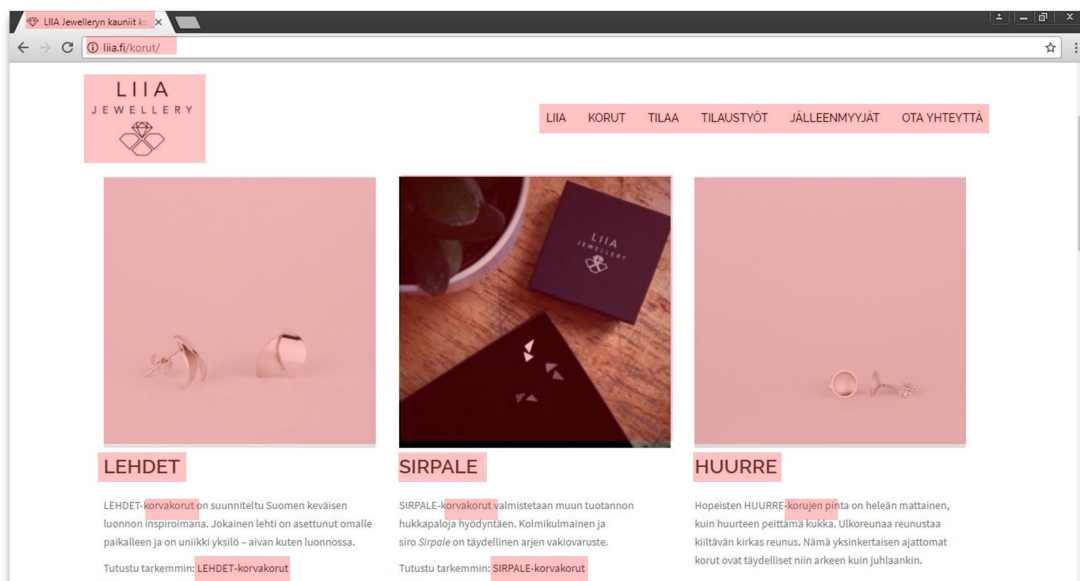 LIIA Jewelleryn kauniit ko
liia.fi/korut/
LIIA
JEWELLERY
LIIA KORUT TILAA TILAUSTYÖT JÄLLEENMYYJÄT OTA YHTEYTTÄ
LIIA
JEWELLERY
LEHDET
LEHDET-korvakorut on suunniteltu Suomen keväisen
luonnon inspiroimana. Jokainen lehti on asettunut omalle
paikalleen ja on uniikki yksilö – aivan kuten luonnossa.
Tutustu tarkemmin: LEHDET-korvakorut
SIRPALE
SIRPALE-korvakorut valmistetaan muun tuotannon
hukkapaloja hyödyntäen. Kolmikulmainen ja
siro Sirpale on täydellinen arjen vakiovaruste.
Tutustu tarkemmin: SIRPALE-korvakorut
HUURRE
Hopeisten HUURRE-korujen pinta on heleän mattainen,
kuin huurteen peittämä kukka. Ulkoreunaa reunustaa
kiiltävän kirkas reunus. Nämä yksinkertaisen ajattomat
korut ovat täydelliset niin arkeen kuin juhlaankin.